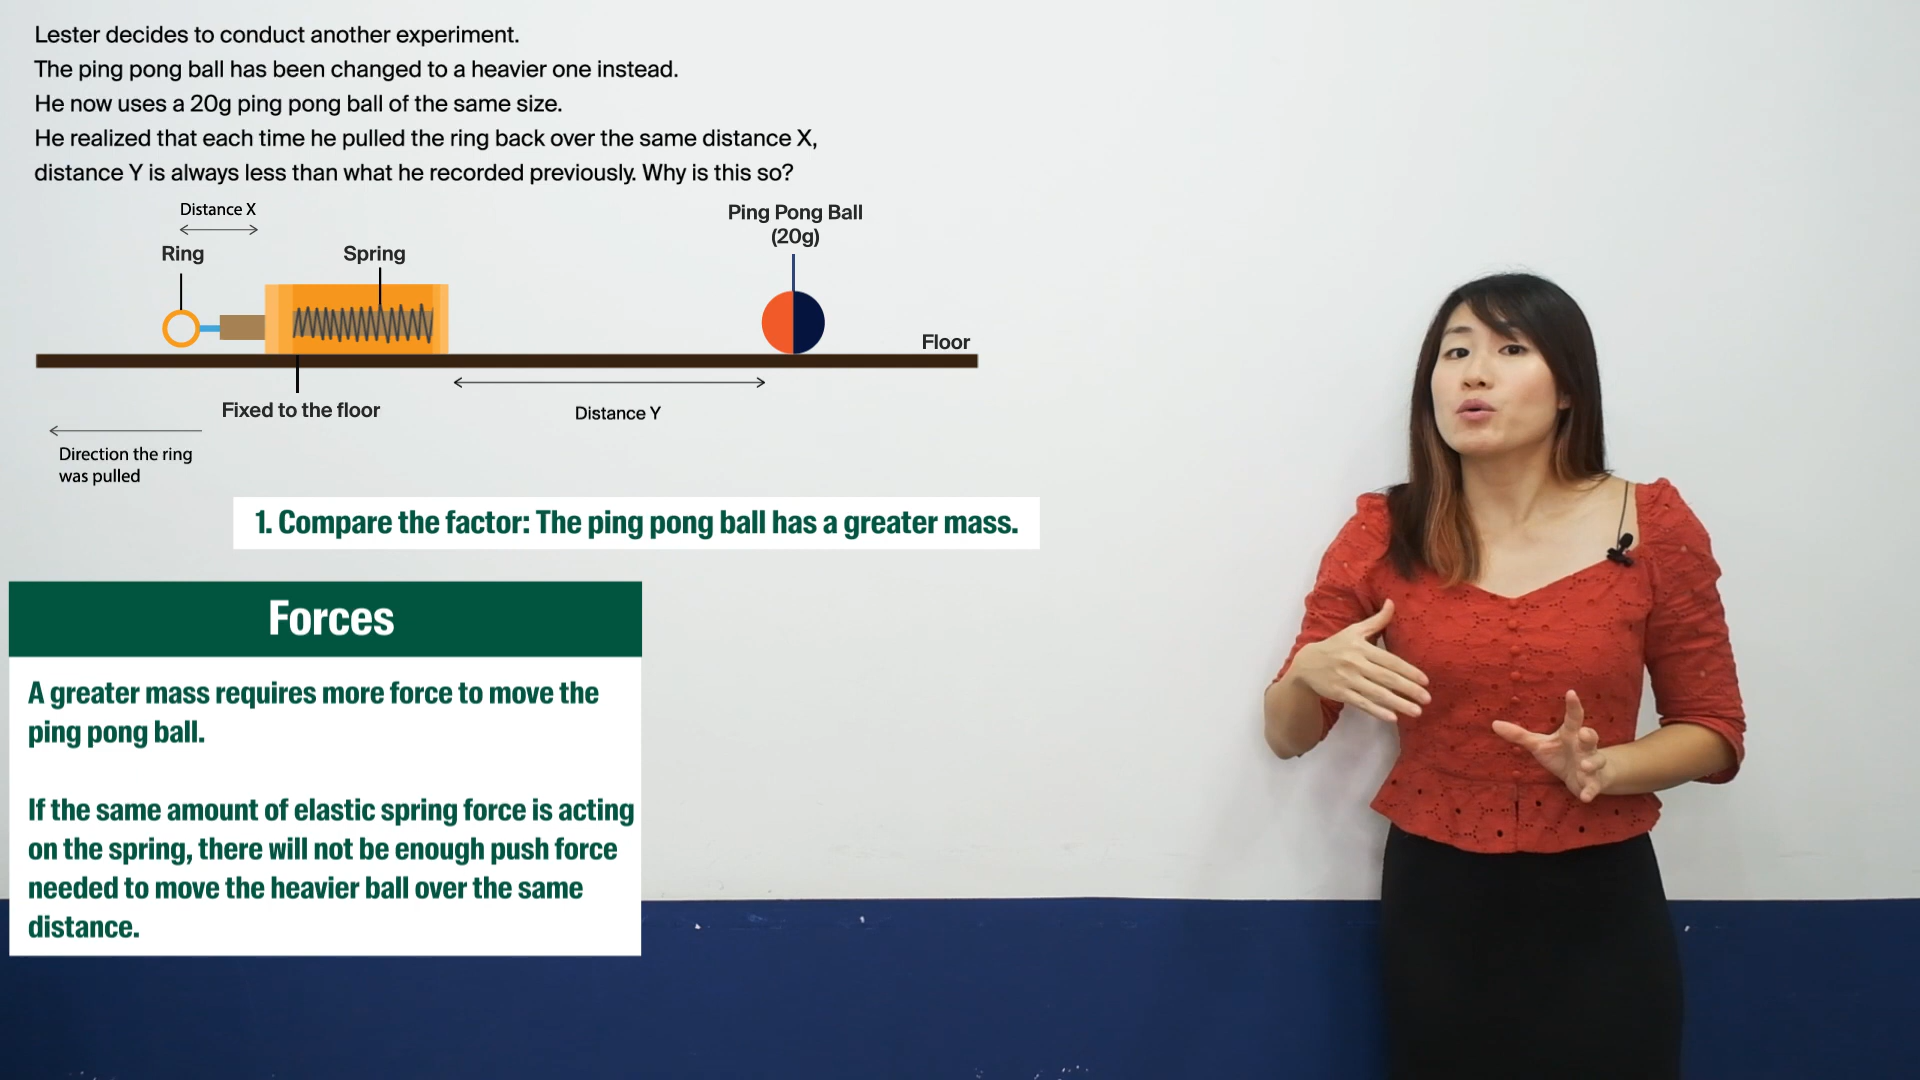 Lester decides to conduct another experiment.
The ping pong ball has been changed to a heavier one instead.
He now uses a 20g ping pong ball of the same size.
He realized that each time he pulled the ring back over the same distance X,
distance Y is always less than what he recorded previously. Why is this so?
Distance X
Ring
Spring
Ping Pong Ball
(20g)
Floor
Fixed to the floor
Distance Y
Direction the ring
was pulled
1. Compare the factor: The ping pong ball has a greater mass.
Forces
A greater mass requires more force to move the
ping pong ball.
If the same amount of elastic spring force is acting
on the spring, there will not be enough push force
needed to move the heavier ball over the same
distance.